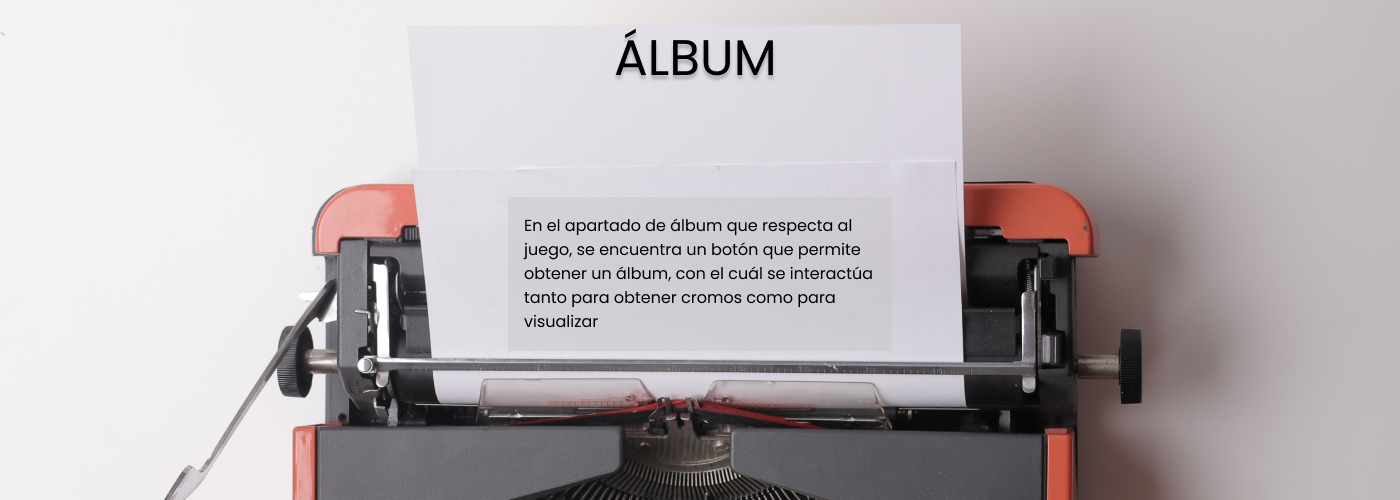 ÁLBUM
En el apartado de álbum que respecta al
juego, se encuentra un botón que permite
obtener un álbum, con el cuál se interactúa
tanto para obtener cromos como para
visualizar